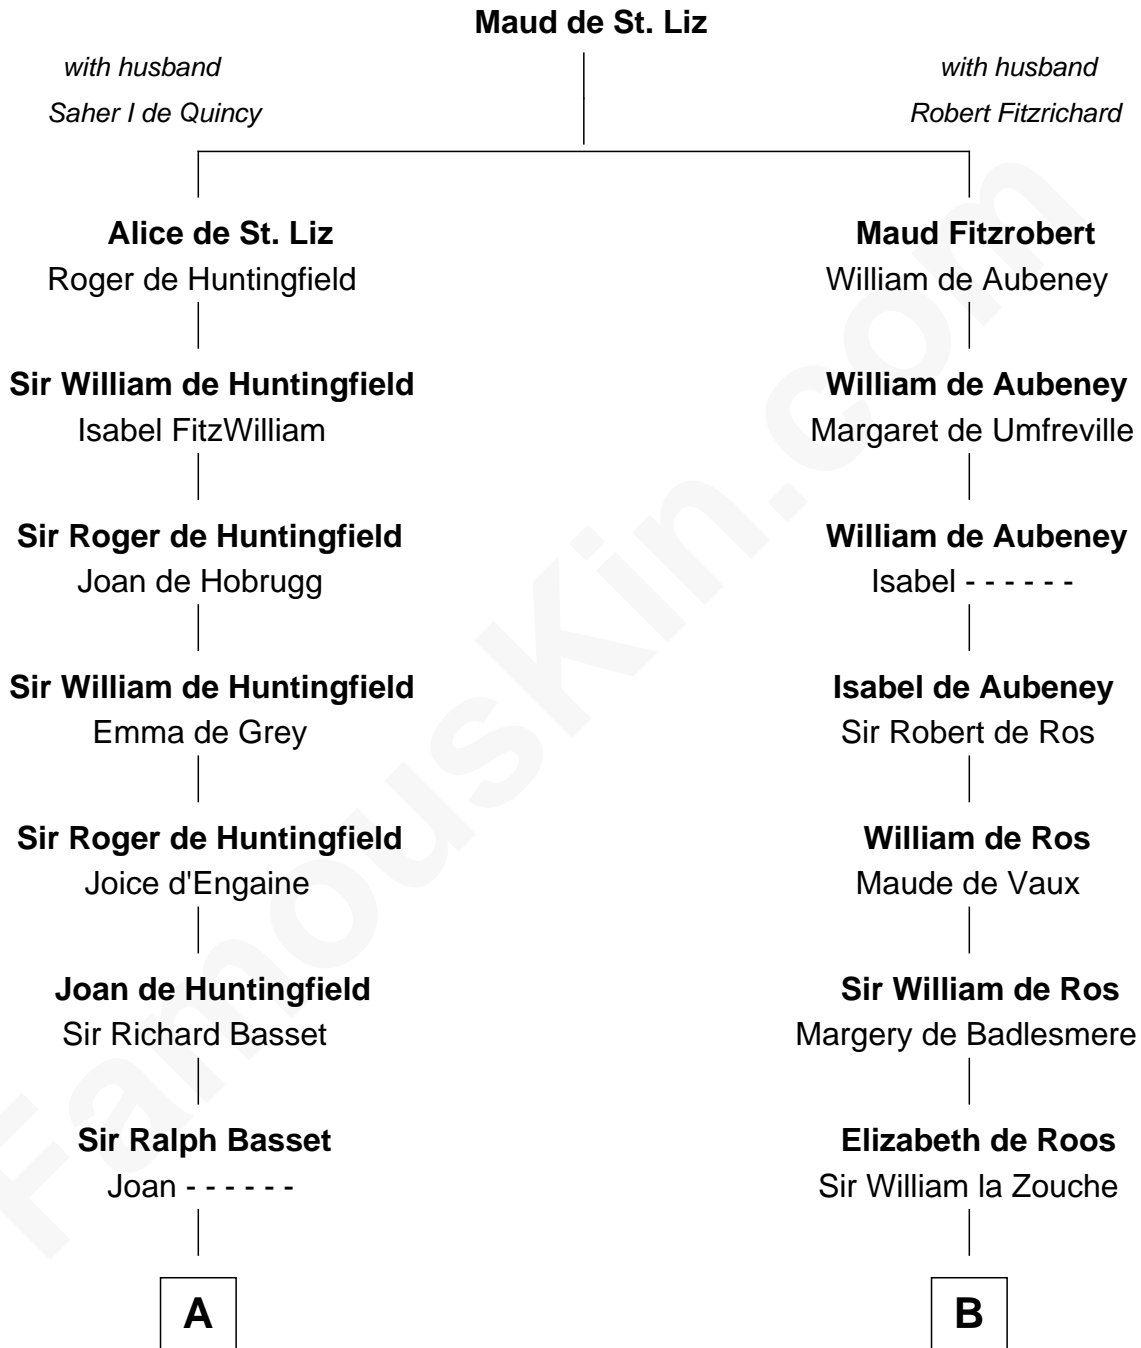 Maud de St. Liz
with husband
Saher I de Quincy
with husband
Robert Fitzrichard
Alice de St. Liz
Roger de Huntingfield
Maud Fitzrobert
William de Aubeney
Sir William de Huntingfield
Isabel FitzWilliam
William de Aubeney
Margaret de Umfreville
Sir Roger de Huntingfield
Joan de Hobrugg
William de Aubeney
Isabel - - - - - -
Sir William de Huntingfield
Emma de Grey
Isabel de Aubeney
Sir Robert de Ros
Sir Roger de Huntingfield
Joice d'Engaine
William de Ros
Maude de Vaux
Joan de Huntingfield
Sir Richard Basset
Sir William de Ros
Margery de Badlesmere
Sir Ralph Basset
Joan - - - - - -
Elizabeth de Roos
Sir William la Zouche
A
B
FamousKin.com